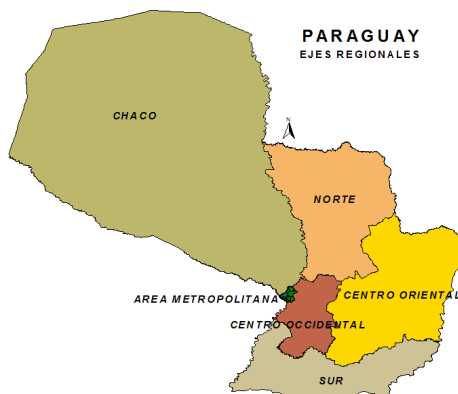 PARAGUAY
EJES REGIONALES
CHACO
N
NORTE
AREA METROPOLITANA
CENTRO ORIENTAL
CENTRO OCCIDENTAL
SUR